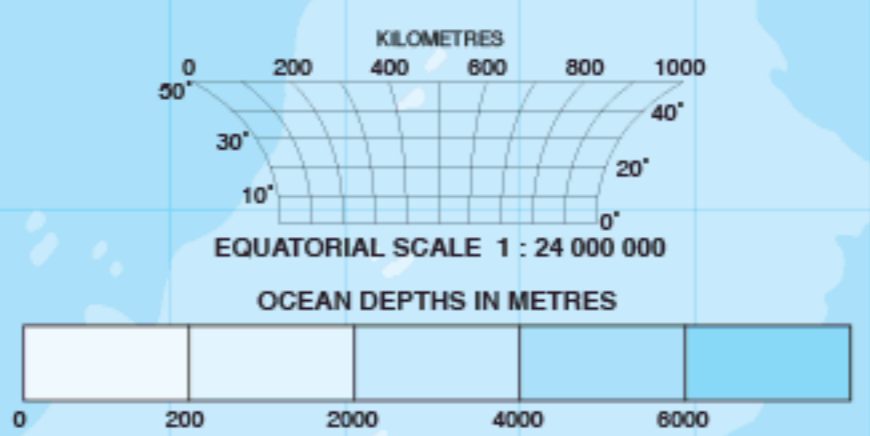 KILOMETRES
0 200 400 600 800 1000
50°
40°
30°
20°
10°
0°
EQUATORIAL SCALE 1 : 24 000 000
OCEAN DEPTHS IN METRES
0 200 2000 4000 6000